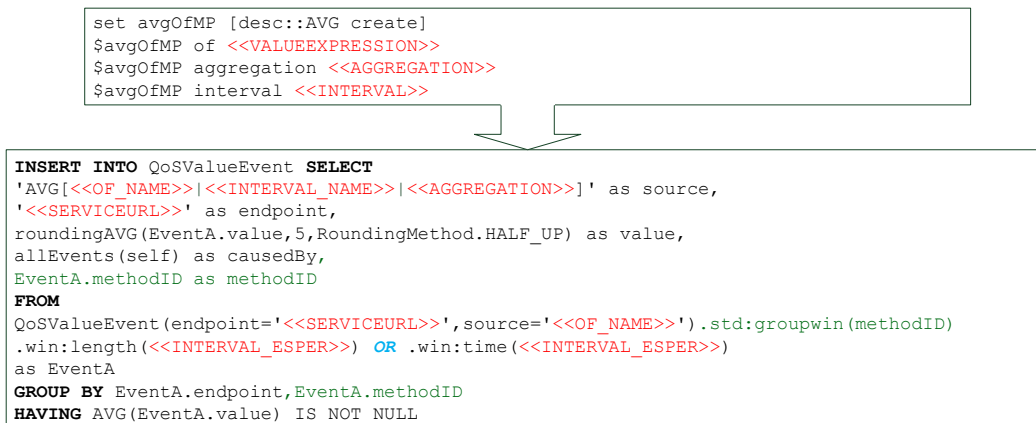 set avgOfMP [desc::AVG create]
$avgOfMP of <<VALUEEXPRESSION>>
$avgOfMP aggregation <<AGGREGATION>>
$avgOfMP interval <<INTERVAL>>
INSERT INTO QoSValueEvent SELECT
'AVG[<<OF_NAME>>|<<INTERVAL_NAME>>|<<AGGREGATION>>]' as source,
'<<SERVICEURL>>' as endpoint,
roundingAVG(EventA.value,5,RoundingMethod.HALF_UP) as value,
allEvents(self) as causedBy,
EventA.methodID as methodID
FROM
QoSValueEvent(endpoint='<<SERVICEURL>>',source='<<OF_NAME>>').std:groupwin(methodID)
.win:length(<<INTERVAL_ESPER>>) OR .win:time(<<INTERVAL_ESPER>>)
as EventA
GROUP BY EventA.endpoint,EventA.methodID
HAVING AVG(EventA.value) IS NOT NULL